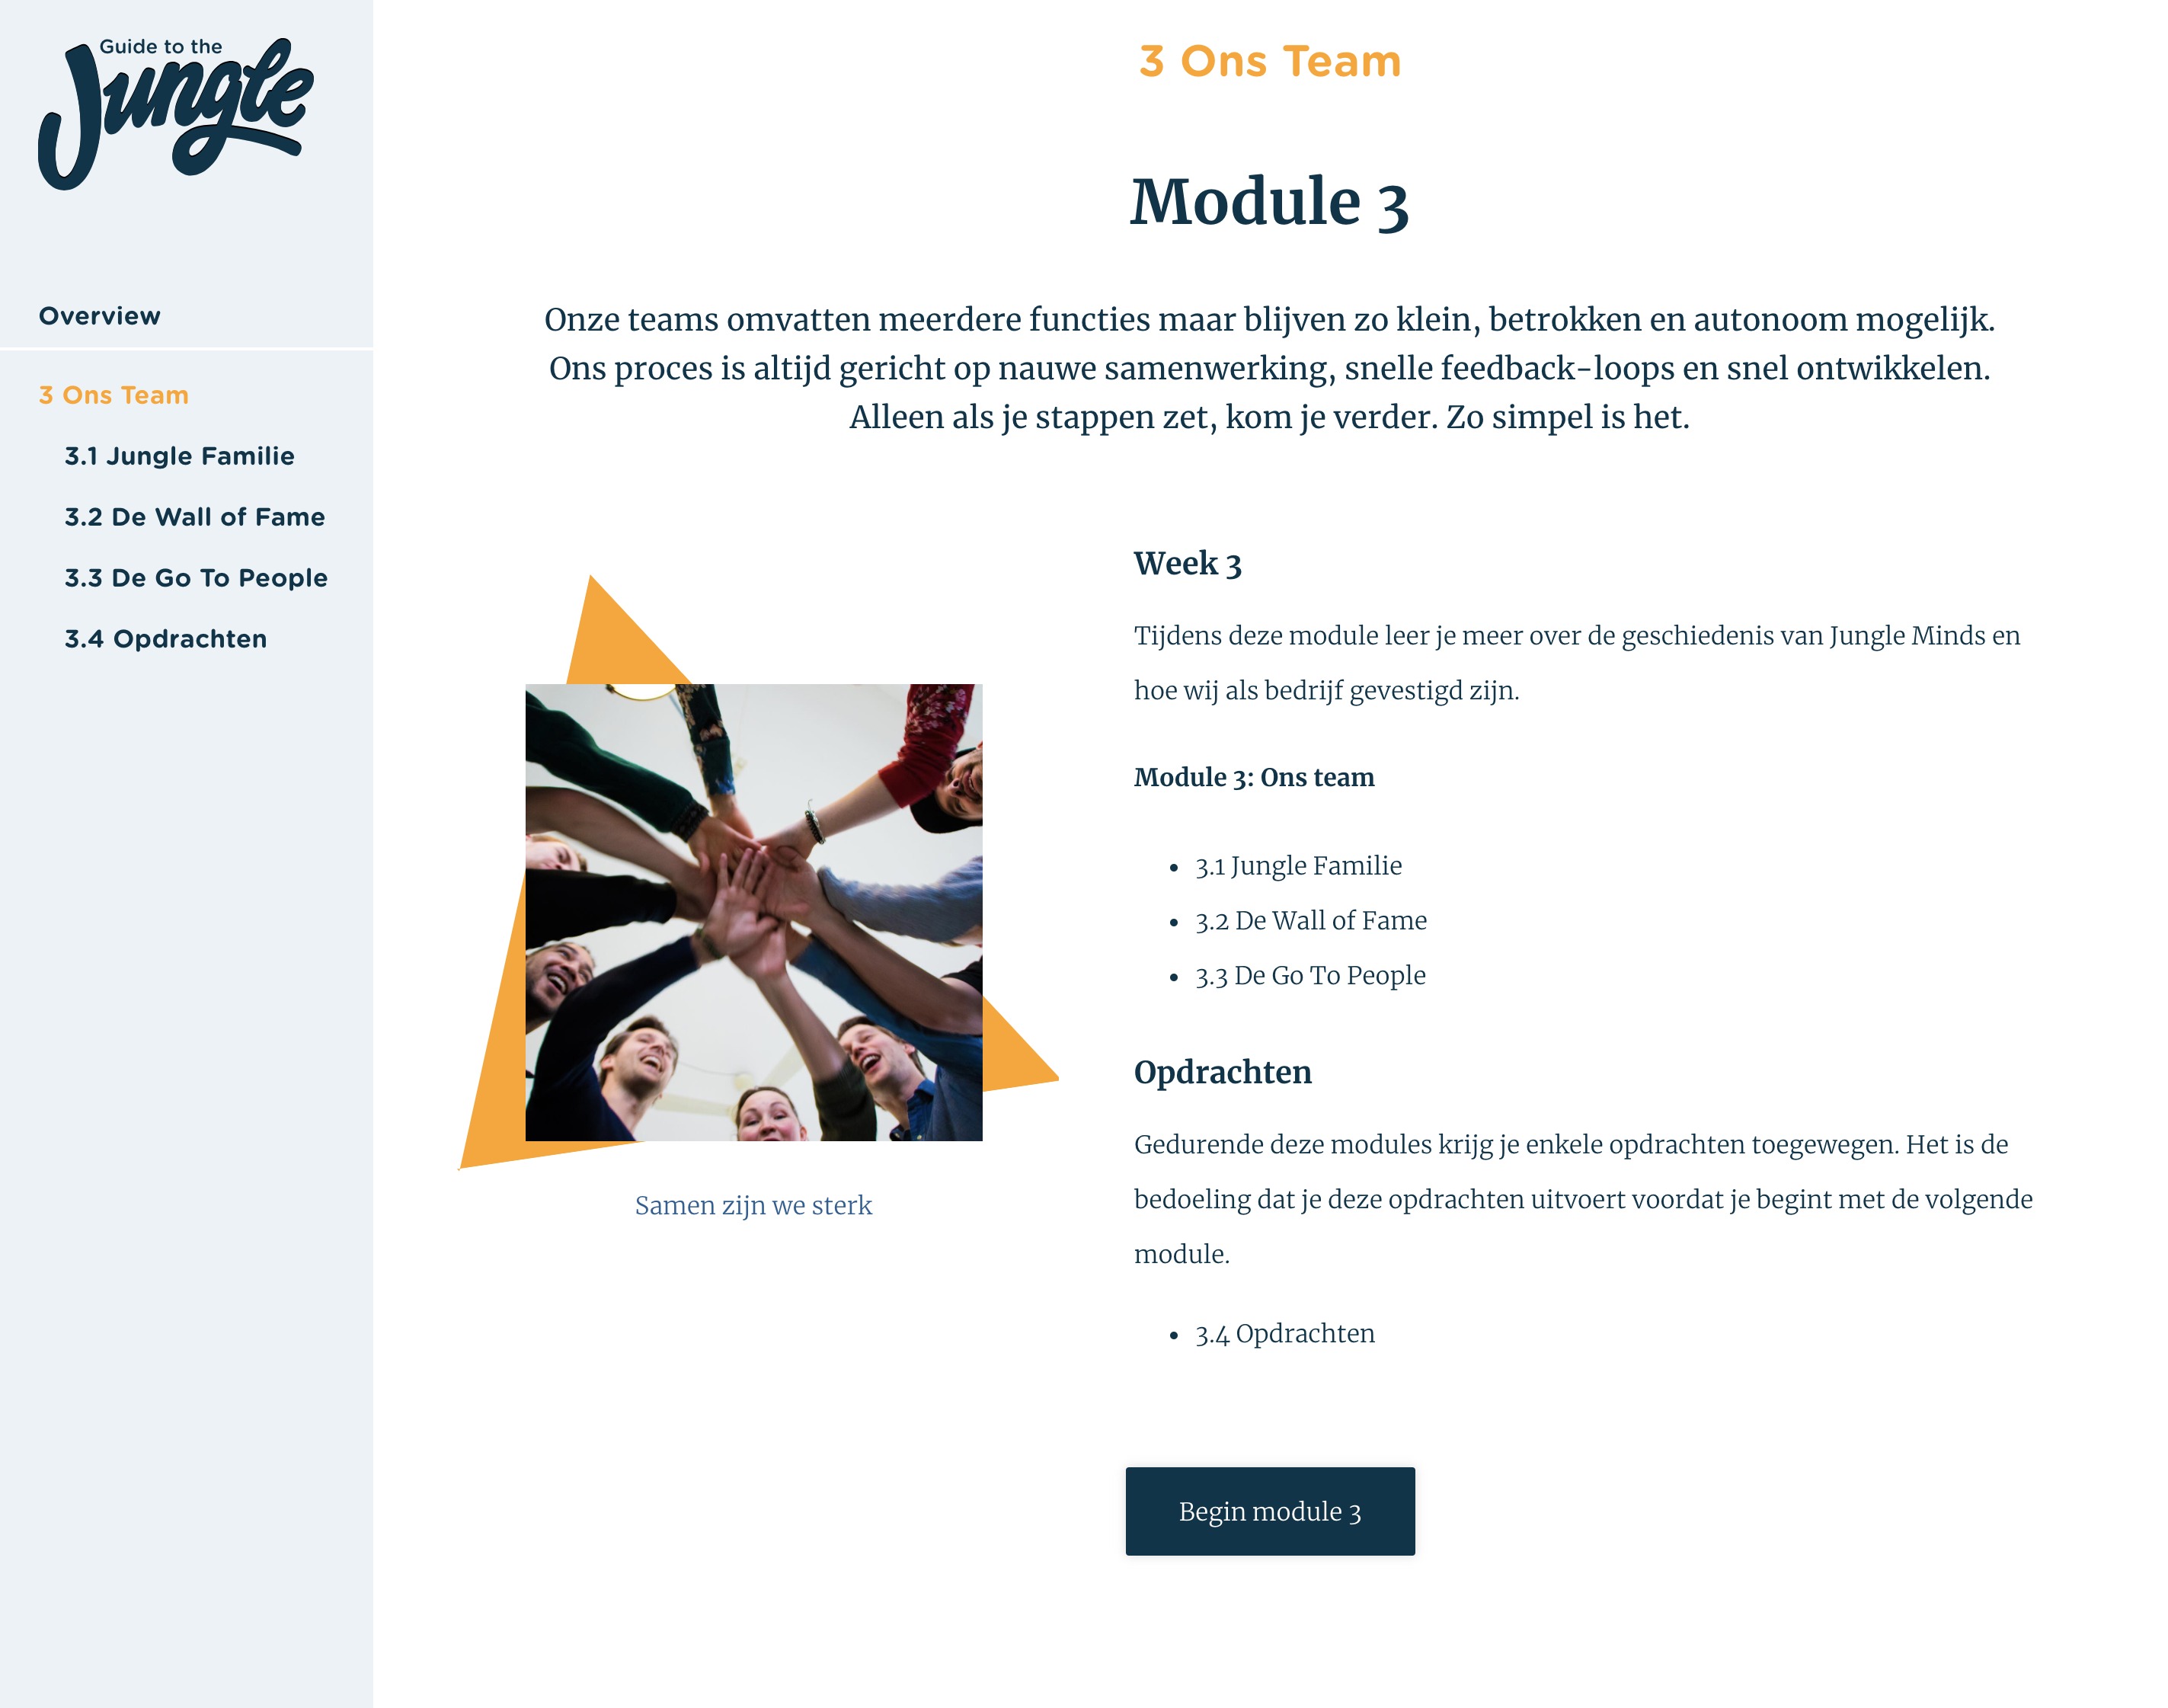 Guide to the
Jungle
Overview
3 Ons Team
3.1 Jungle Familie
3.2 De Wall of Fame
3.3 De Go To People
3.4 Opdrachten
3 Ons Team
Module 3
Onze teams omvatten meerdere functies maar blijven zo klein, betrokken en autonoom mogelijk.
Ons proces is altijd gericht op nauwe samenwerking, snelle feedback-loops en snel ontwikkelen.
Alleen als je stappen zet, kom je verder. Zo simpel is het.
Samen zijn we sterk
Week 3
Tijdens deze module leer je meer over de geschiedenis van Jungle Minds en
hoe wij als bedrijf gevestigd zijn.
Module 3: Ons team
• 3.1 Jungle Familie
• 3.2 De Wall of Fame
• 3.3 De Go To People
Opdrachten
Gedurende deze modules krijg je enkele opdrachten toegewegen. Het is de
bedoeling dat je deze opdrachten uitvoert voordat je begint met de volgende
module.
• 3.4 Opdrachten
Begin module 3